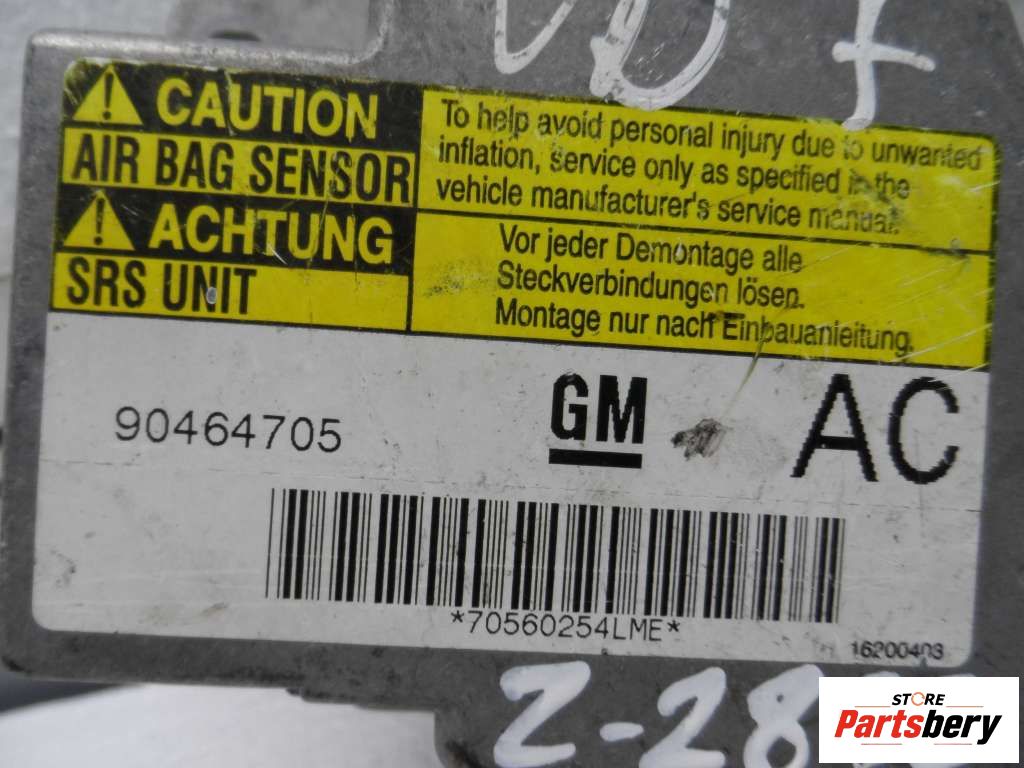 CAUTION
AIR BAG SENSOR
To help avoid personal injury due to unwanted
inflation, service only as specified in the
vehicle manufacturer's service manual.
ACHTUNG
SRS UNIT
Vor jeder Demontage alle
Steckverbindungen lösen.
Montage nur nach Einbauanleitung.
90464705
GM
AC
*70560254LME*
16200403
STORE
Partsbery